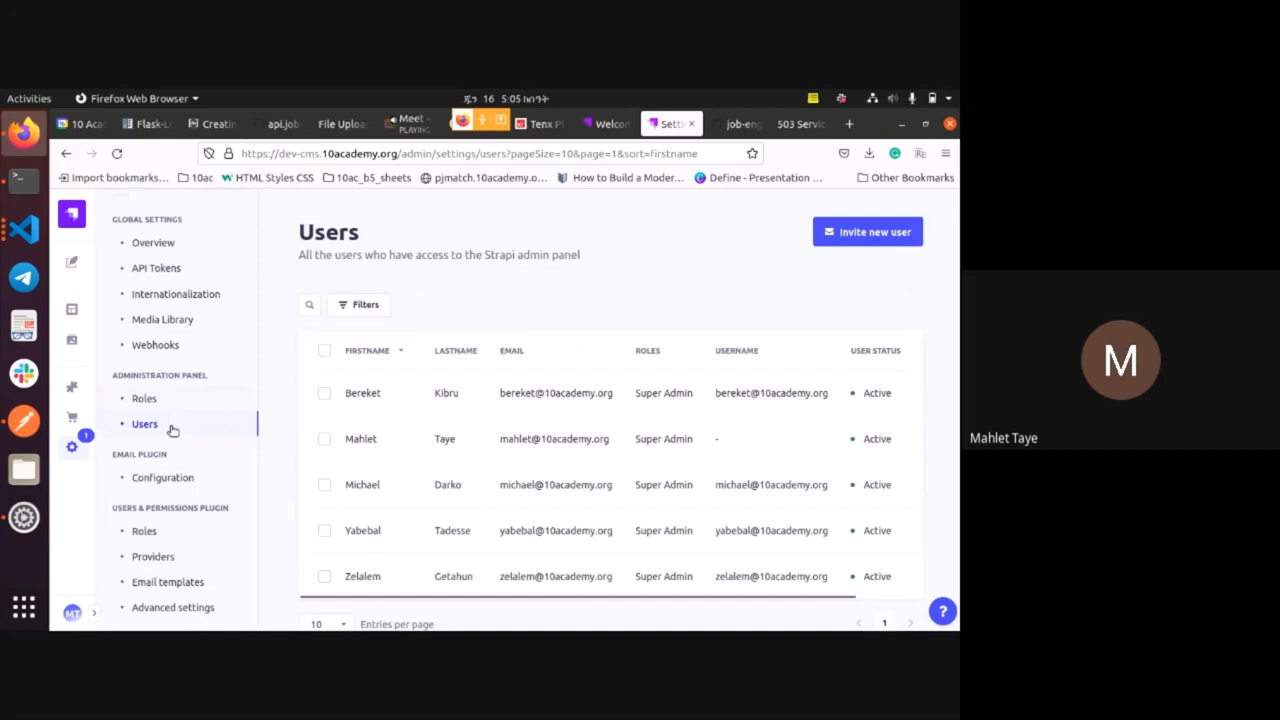 Activities
Firefox Web Browser
16 5:05
10 Aca
Flask-L
Creatin
api.job-
File Uploa
Meet -
PLAYING
Tenx P
Welcom
Setti
job-eng
503 Servic
https://dev-cms.10academy.org/admin/settings/users?pageSize=10&page=1&sort=firstname
Import bookmarks...
10ac
HTML Styles CSS
10ac_b5_sheets
pjmatch.10academy.o...
How to Build a Moder...
Define - Presentation ...
Other Bookmarks
GLOBAL SETTINGS
Overview
API Tokens
Internationalization
Media Library
Webhooks
ADMINISTRATION PANEL
Roles
Users
1
EMAIL PLUGIN
Configuration
USERS & PERMISSIONS PLUGIN
Roles
Providers
Email templates
Advanced settings
MT
Users
All the users who have access to the Strapi admin panel
Invite new user
Filters
FIRSTNAME LASTNAME EMAIL ROLES USERNAME USER STATUS
Bereket Kibru bereket@10academy.org Super Admin bereket@10academy.org Active
Mahlet Taye mahlet@10academy.org Super Admin - Active
Michael Darko michael@10academy.org Super Admin michael@10academy.org Active
Yabebal Tadesse yabebal@10academy.org Super Admin yabebal@10academy.org Active
Zelalem Getahun zelalem@10academy.org Super Admin zelalem@10academy.org Active
10 Entries per page
1
?
M
Mahlet Taye